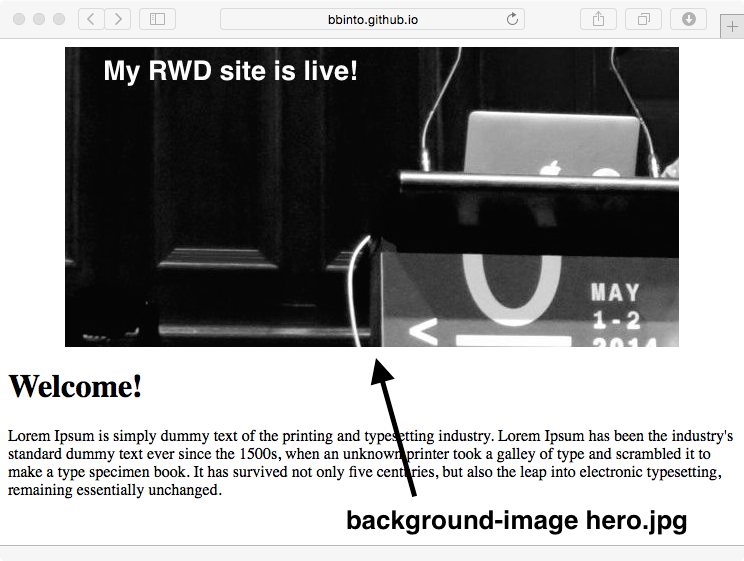 bbinto.github.io
My RWD site is live!
MAY
1-2
2014
<
Welcome!
Lorem Ipsum is simply dummy text of the printing and typesetting industry. Lorem Ipsum has been the industry's
standard dummy text ever since the 1500s, when an unknown printer took a galley of type and scrambled it to
make a type specimen book. It has survived not only five centuries, but also the leap into electronic typesetting,
remaining essentially unchanged.
background-image hero.jpg